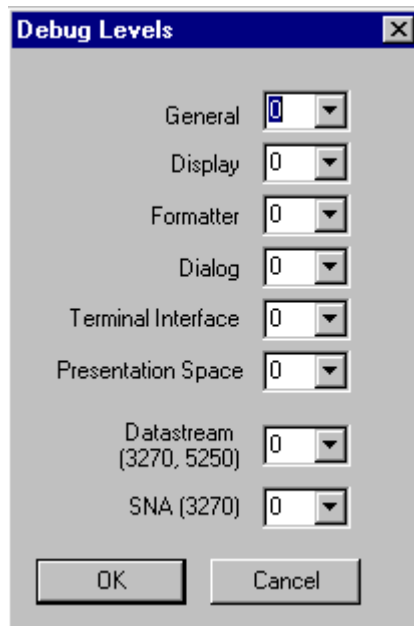 Debug Levels
General 0
Display 0
Formatter 0
Dialog 0
Terminal Interface 0
Presentation Space 0
Datastream
(3270, 5250) 0
SNA (3270) 0
OK Cancel